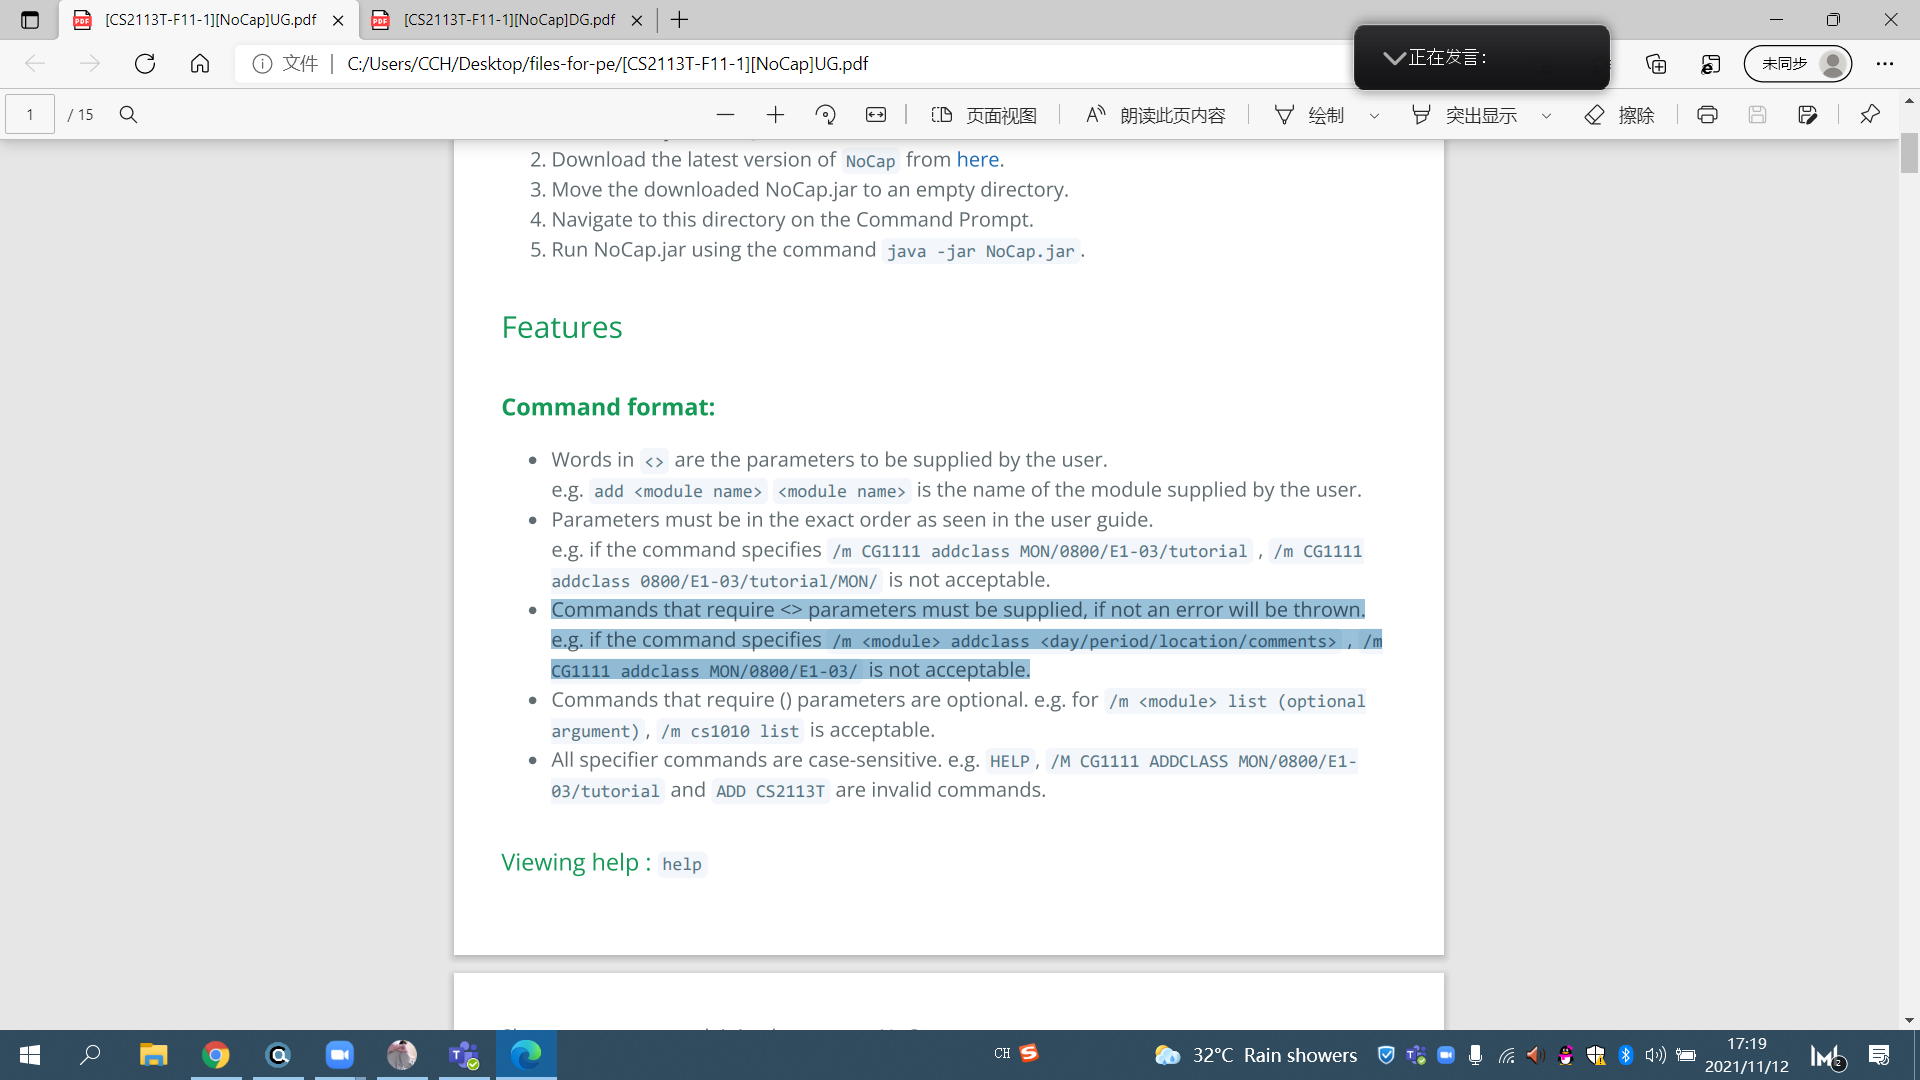 [CS2113T-F11-1][NoCap]UG.pdf
[CS2113T-F11-1][NoCap]DG.pdf
文件
C:/Users/CCH/Desktop/files-for-pe/[CS2113T-F11-1][NoCap]UG.pdf
正在发言:
未同步
1 / 15
页面视图
朗读此页内容
绘制
突出显示
擦除
2. Download the latest version of NoCap from here.
3. Move the downloaded NoCap.jar to an empty directory.
4. Navigate to this directory on the Command Prompt.
5. Run NoCap.jar using the command java -jar NoCap.jar.
Features
Command format:
• Words in <> are the parameters to be supplied by the user.
e.g. add <module name> <module name> is the name of the module supplied by the user.
• Parameters must be in the exact order as seen in the user guide.
e.g. if the command specifies /m CG1111 addclass MON/0800/E1-03/tutorial , /m CG1111
addclass 0800/E1-03/tutorial/MON/ is not acceptable.
• Commands that require <> parameters must be supplied, if not an error will be thrown.
e.g. if the command specifies /m <module> addclass <day/period/location/comments> , /m
CG1111 addclass MON/0800/E1-03/ is not acceptable.
• Commands that require () parameters are optional. e.g. for /m <module> list (optional
argument) , /m cs1010 list is acceptable.
• All specifier commands are case-sensitive. e.g. HELP , /M CG1111 ADDCLASS MON/0800/E1-
03/tutorial and ADD CS2113T are invalid commands.
Viewing help : help
CH
32°C Rain showers
17:19
2021/11/12
2